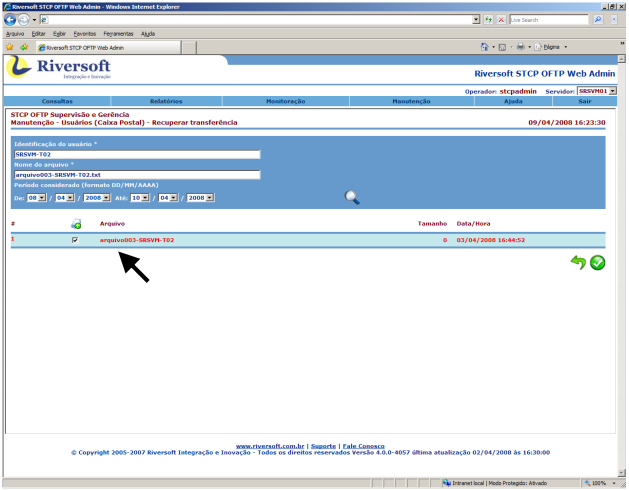 Riversoft STCP OFTP Web Admin - Windows Internet Explorer
Live Search
Arquivo Editar Exibir Favoritos Ferramentas Ajuda
Riversoft STCP OFTP Web Admin
Página
Riversoft
Integração e Inovação
Riversoft STCP OFTP Web Admin
Operador: stcpadmin Servidor: SRSVM01
Consultas Relatórios Monitoração Manutenção Ajuda Sair
STCP OFTP Supervisão e Gerência
Manutenção - Usuários (Caixa Postal) - Recuperar transferência 09/04/2008 16:23:30
Identificação do usuário *
SRSVM-T02
Nome do arquivo *
arquivo003-SRSVM-T02.txt
Período considerado (formato DD/MM/AAAA)
De: 08 / 04 / 2008 Até: 10 / 04 / 2008
# Arquivo Tamanho Data/Hora
1 arquivo003-SRSVM-T02 0 03/04/2008 16:44:52
www.riversoft.com.br | Suporte | Fale Conosco
© Copyright 2005-2007 Riversoft Integração e Inovação - Todos os direitos reservados Versão 4.0.0-4057 última atualização 02/04/2008 às 16:30:00
Intranet local | Modo Protegido: Ativado 100%